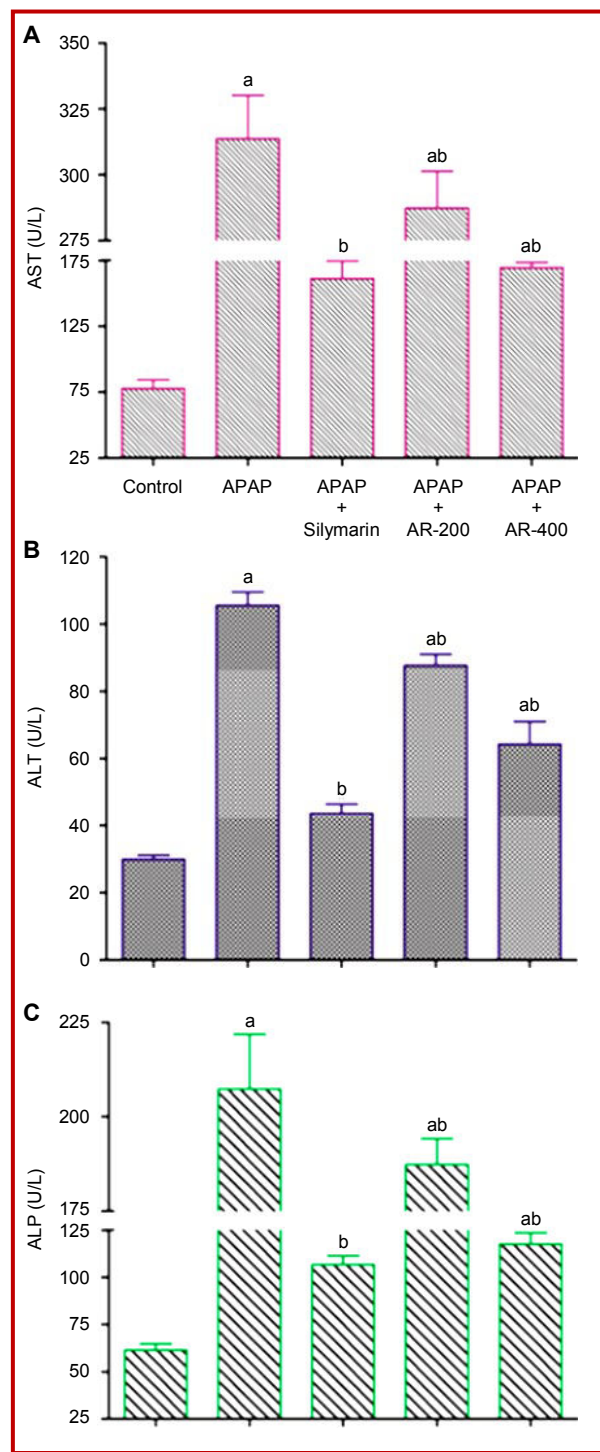 A
350
325
300
275
175
125
75
25
AST (U/L)
a
b
ab
ab
Control
APAP
APAP
+
Silymarin
APAP
+
AR-200
APAP
+
AR-400
B
120
100
80
60
40
20
0
ALT (U/L)
a
b
ab
ab
C
225
200
175
125
100
75
50
25
ALP (U/L)
a
b
ab
ab